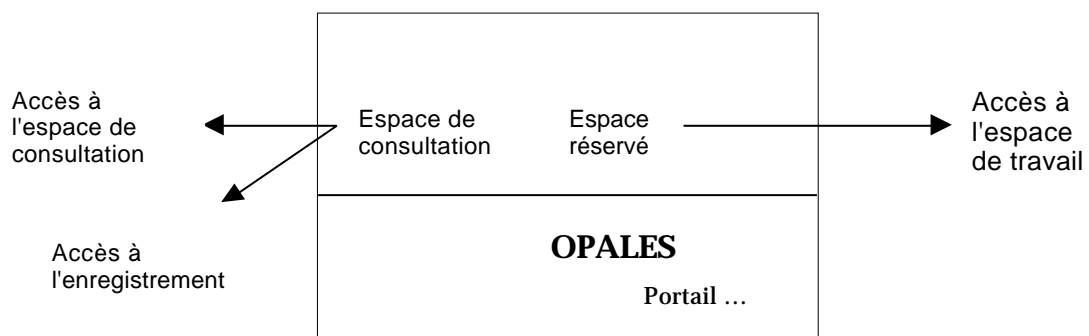 Accès à
l'espace de
consultation
Espace de
consultation
Espace
réservé
Accès à
l'espace
de travail
Accès à
l'enregistrement
OPALES
Portail …